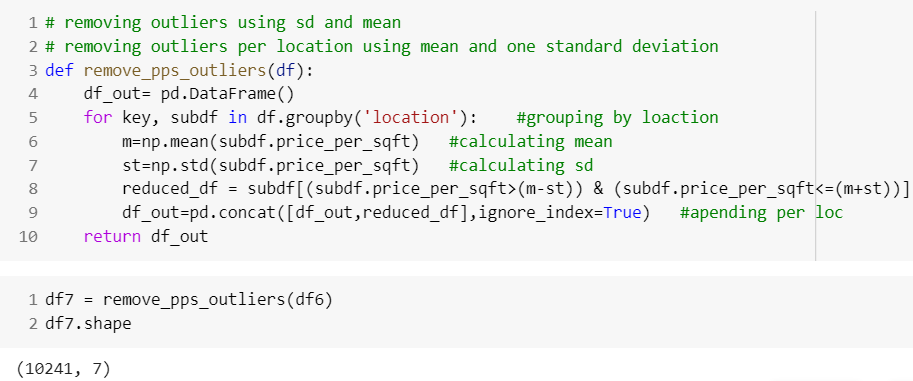 1 # removing outliers using sd and mean
2 # removing outliers per location using mean and one standard deviation
3 def remove_pps_outliers(df):
4     df_out= pd.DataFrame()
5     for key, subdf in df.groupby('location'):    #grouping by loaction
6         m=np.mean(subdf.price_per_sqft)   #calculating mean
7         st=np.std(subdf.price_per_sqft)   #calculating sd
8         reduced_df = subdf[(subdf.price_per_sqft>(m-st)) & (subdf.price_per_sqft<=(m+st))]
9         df_out=pd.concat([df_out,reduced_df],ignore_index=True)   #apending per loc
10     return df_out
1 df7 = remove_pps_outliers(df6)
2 df7.shape
(10241, 7)